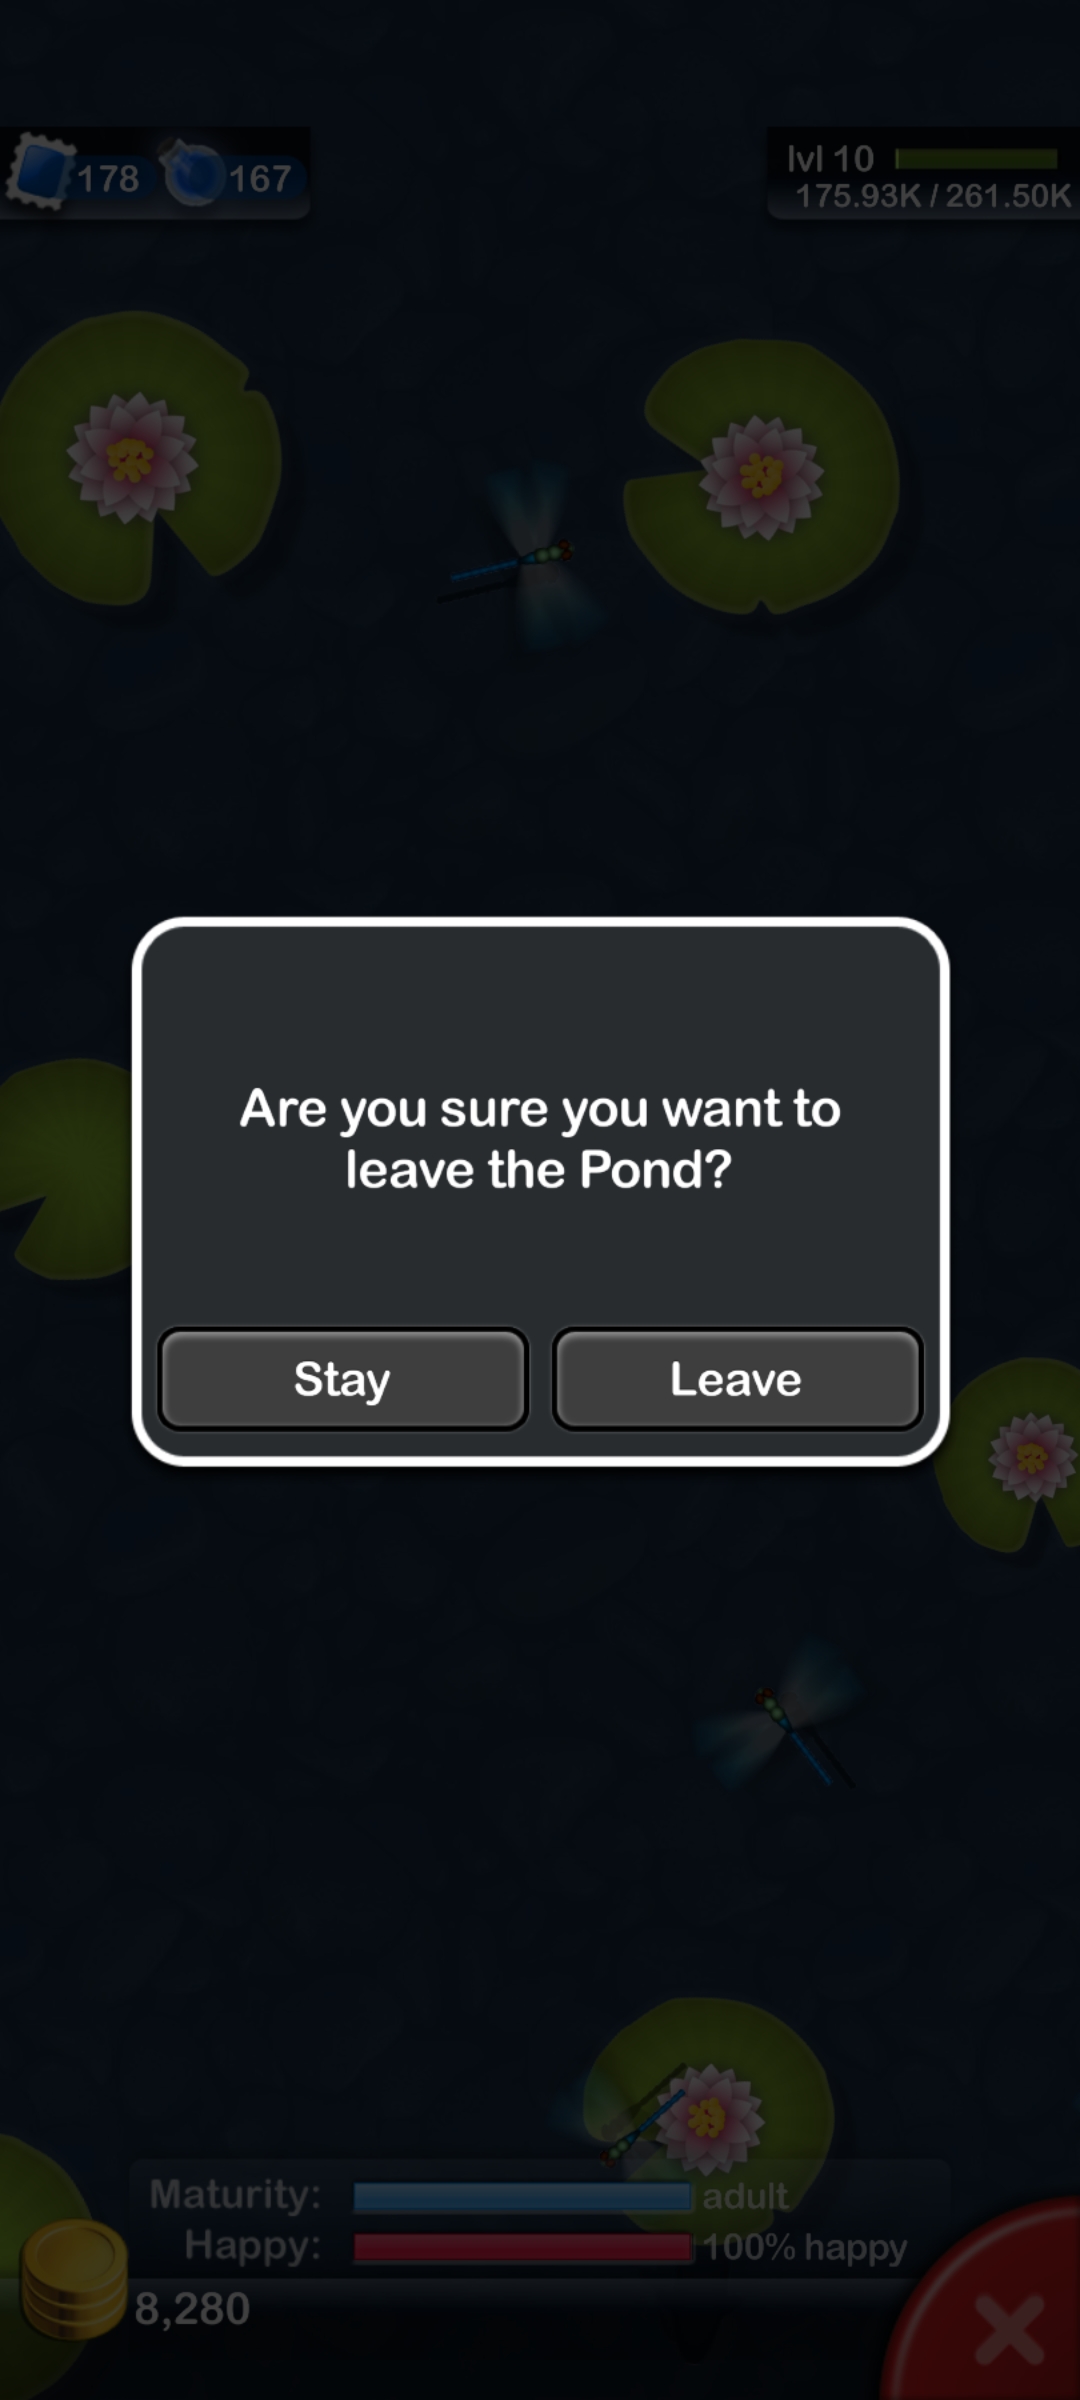 178 167
lvl 10
175.93K / 261.50K
Are you sure you want to
leave the Pond?
Stay Leave
Maturity: adult
Happy: 100% happy
8,280